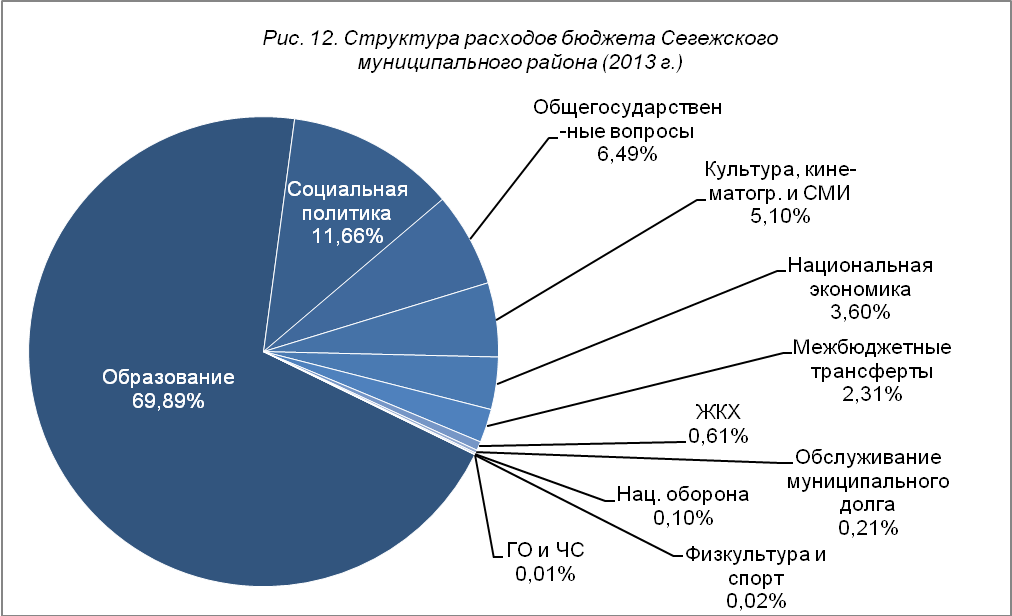 Рис. 12. Структура расходов бюджета Сегежского
муниципального района (2013 г.)
Общегосударствен
-ные вопросы
6,49%
Культура, кине-
матогр. и СМИ
5,10%
Социальная
политика
11,66%
Национальная
экономика
3,60%
Межбюджетные
трансферты
2,31%
Образование
69,89%
ЖКХ
0,61%
Обслуживание
муниципального
долга
0,21%
Нац. оборона
0,10%
ГО и ЧС
0,01%
Физкультура и
спорт
0,02%